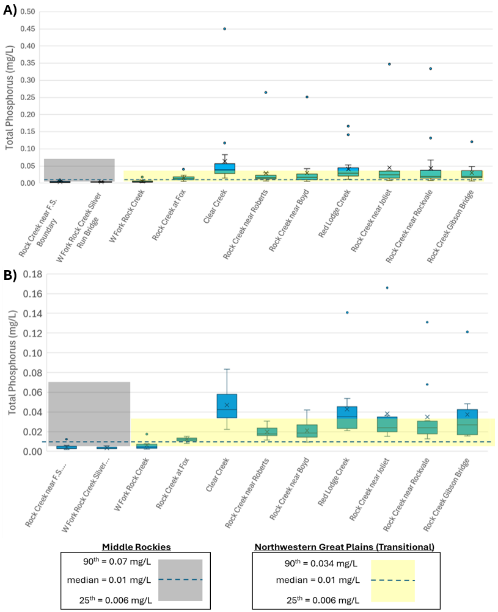 A)
Total Phosphorus (mg/L)
0.50
0.45
0.40
0.35
0.30
0.25
0.20
0.15
0.10
0.05
0.00
Rock Creek near F.S. Boundary
W Fork Rock Creek Silver Run Bridge
W Fork Rock Creek
Rock Creek at Fox
Clear Creek
Rock Creek near Roberts
Rock Creek near Boyd
Red Lodge Creek
Rock Creek near Joliet
Rock Creek near Rockvale
Rock Creek Gibson Bridge
B)
Total Phosphorus (mg/L)
0.18
0.16
0.14
0.12
0.10
0.08
0.06
0.04
0.02
0.00
Rock Creek near F.S....
W Fork Rock Creek Silver...
W Fork Rock Creek
Rock Creek at Fox
Clear Creek
Rock Creek near Roberts
Rock Creek near Boyd
Red Lodge Creek
Rock Creek near Joliet
Rock Creek near Rockvale
Rock Creek Gibson Bridge
Middle Rockies
90th = 0.07 mg/L
median = 0.01 mg/L
25th = 0.006 mg/L
Northwestern Great Plains (Transitional)
90th = 0.034 mg/L
median = 0.01 mg/L
25th = 0.006 mg/L